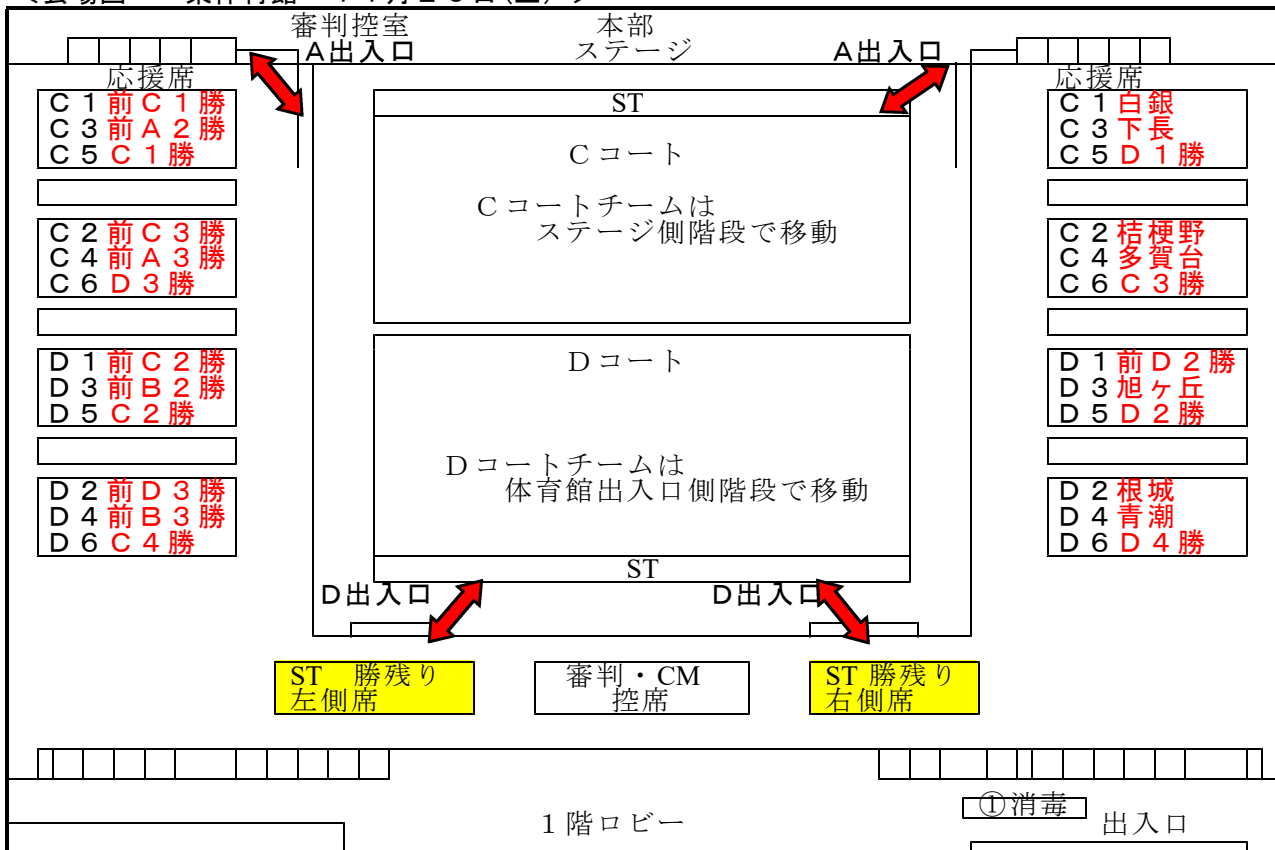 審判控室
本部
A出入口
ステージ
A出入口
応援席
応援席
C1前C1勝
C3前A2勝
C5C1勝
ST
C1白銀
C3下長
C5D1勝
Cコート
Cコートチームは
ステージ側階段で移動
C2前C3勝
C4前A3勝
C6D3勝
C2桔梗野
C4多賀台
C6C3勝
D1前C2勝
D3前B2勝
D5C2勝
Dコート
D1前D2勝
D3旭ヶ丘
D5D2勝
Dコートチームは
体育館出入口側階段で移動
D2前D3勝
D4前B3勝
D6C4勝
D2根城
D4青潮
D6D4勝
ST
D出入口
D出入口
ST 勝残り
左側席
審判・CM
控席
ST 勝残り
右側席
1階ロビー
①消毒
出入口